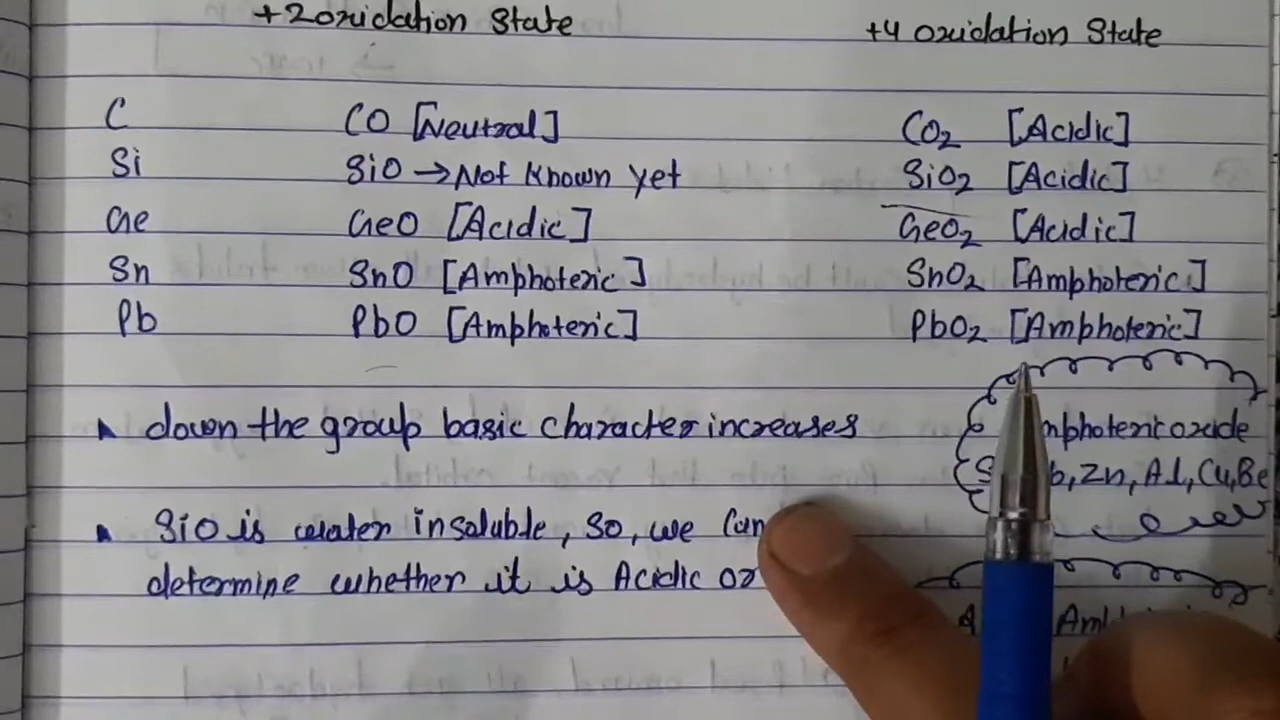 +2 oxidation State +4 oxidation State
C CO [Neutral] CO₂ [Acidic]
Si SiO → Not Known yet SiO₂ [Acidic]
Ge GeO [Acidic] GeO₂ [Acidic]
Sn SnO [Amphoteric] SnO₂ [Amphoteric]
Pb PbO [Amphoteric] PbO₂ [Amphoteric]
down the group basic character increases
SiO is water insoluble, So, we
determine whether it is Acidic or
oxide
Zn, Al, Cu, Be